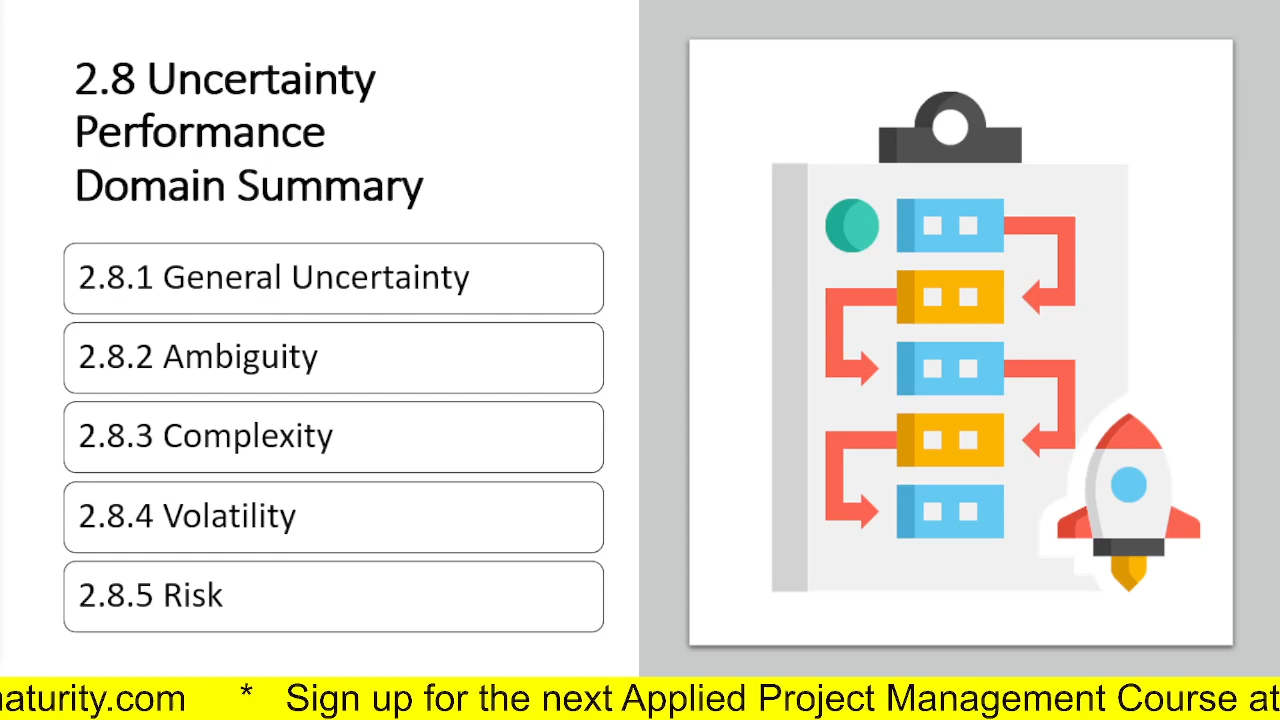 2.8 Uncertainty
Performance
Domain Summary
2.8.1 General Uncertainty
2.8.2 Ambiguity
2.8.3 Complexity
2.8.4 Volatility
2.8.5 Risk
naturity.com * Sign up for the next Applied Project Management Course at